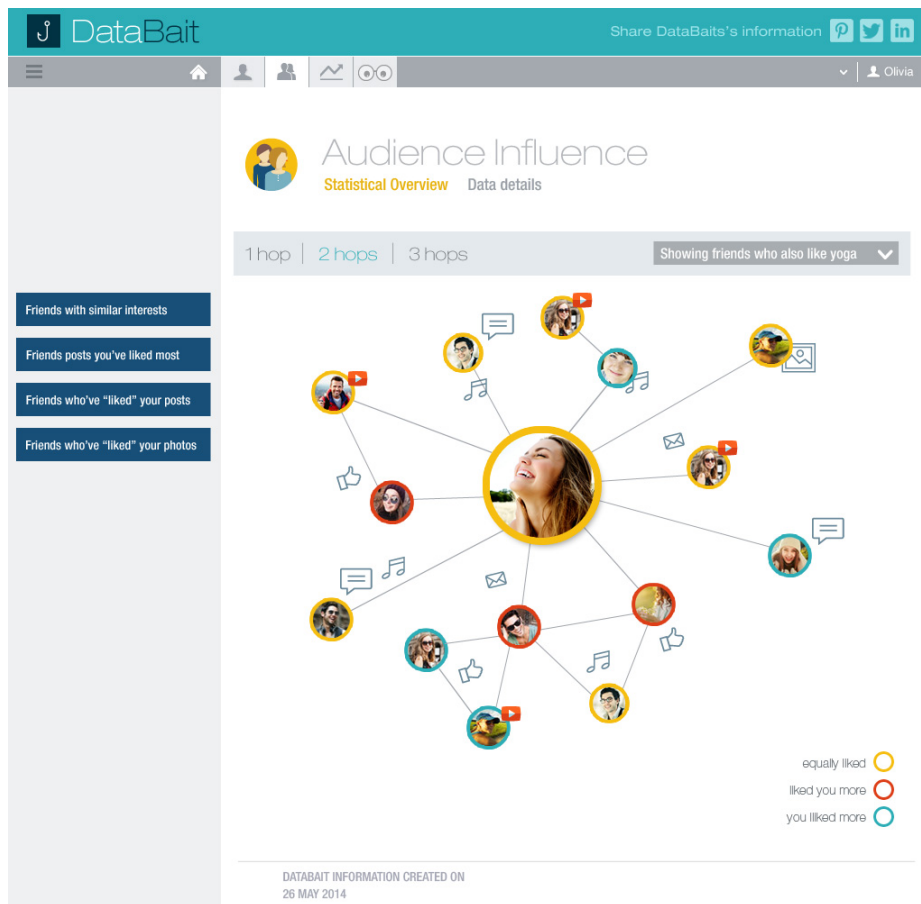 DataBait
Share DataBaits's information
Olivia
Audience Influence
Statistical Overview Data details
1 hop 2 hops 3 hops
Showing friends who also like yoga
Friends with similar interests
Friends posts you've liked most
Friends who've “liked” your posts
Friends who've “liked” your photos
equally liked
liked you more
you liked more
DATABAIT INFORMATION CREATED ON
26 MAY 2014